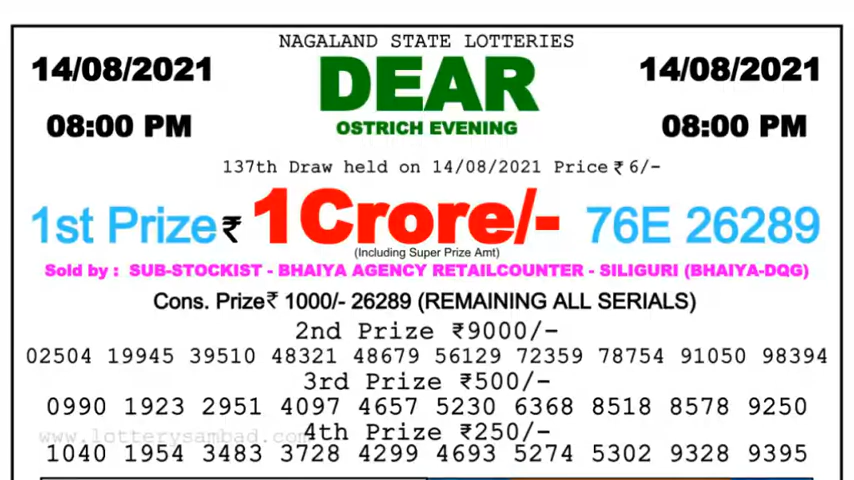 NAGALAND STATE LOTTERIES
14/08/2021 DEAR 14/08/2021
08:00 PM OSTRICH EVENING 08:00 PM
137th Draw held on 14/08/2021 Price ₹ 6/-
1st Prize ₹ 1Crore/- 76E 26289
(Including Super Prize Amt)
Sold by : SUB-STOCKIST - BHAIYA AGENCY RETAILCOUNTER - SILIGURI (BHAIYA-DQG)
Cons. Prize ₹ 1000/- 26289 (REMAINING ALL SERIALS)
2nd Prize ₹9000/-
02504 19945 39510 48321 48679 56129 72359 78754 91050 98394
3rd Prize ₹500/-
0990 1923 2951 4097 4657 5230 6368 8518 8578 9250
www.lotterysambad.com
4th Prize ₹250/-
1040 1954 3483 3728 4299 4693 5274 5302 9328 9395